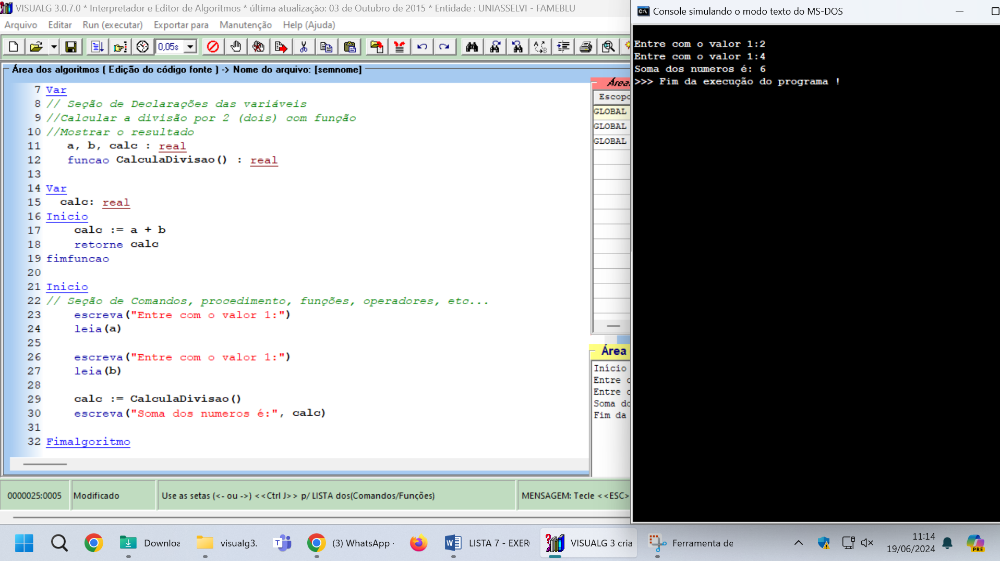 VISUALG 3.0.7.0 * Interpretador e Editor de Algoritmos * última atualização: 03 de Outubro de 2015 * Entidade : UNIASSELVI - FAMEBLU
Arquivo Editar Run (executar) Exportar para Manutenção Help (Ajuda)
0,05s
Área dos algoritmos ( Edição do código fonte ) -> Nome do arquivo: [semnome]
7 Var
8 // Seção de Declarações das variáveis
9 //Calcular a divisão por 2 (dois) com função
10 //Mostrar o resultado
11 a, b, calc : real
12 funcao CalculaDivisao() : real
13
14 Var
15 calc: real
16 Inicio
17 calc := a + b
18 retorne calc
19 fimfuncao
20
21 Inicio
22 // Seção de Comandos, procedimento, funções, operadores, etc...
23 escreva("Entre com o valor 1:")
24 leia(a)
25
26 escreva("Entre com o valor 1:")
27 leia(b)
28
29 calc := CalculaDivisao()
30 escreva("Soma dos numeros é:", calc)
31
32 Fimalgoritmo
Área
Escopo
GLOBAL
GLOBAL
GLOBAL
Área
Início
Entre c
Entre c
Soma do
Fim da
0000025:0005 Modificado Use as setas (<- ou ->) <<Ctrl J>> p/ LISTA dos(Comandos/Funções) MENSAGEM: Tecle <<ESC>
Console simulando o modo texto do MS-DOS
Entre com o valor 1:2
Entre com o valor 1:4
Soma dos numeros é: 6
>>> Fim da execução do programa !
Downloa visualg3. (3) WhatsApp - LISTA 7 - EXER VISUALG 3 cria Ferramenta de
11:14
19/06/2024
PRE